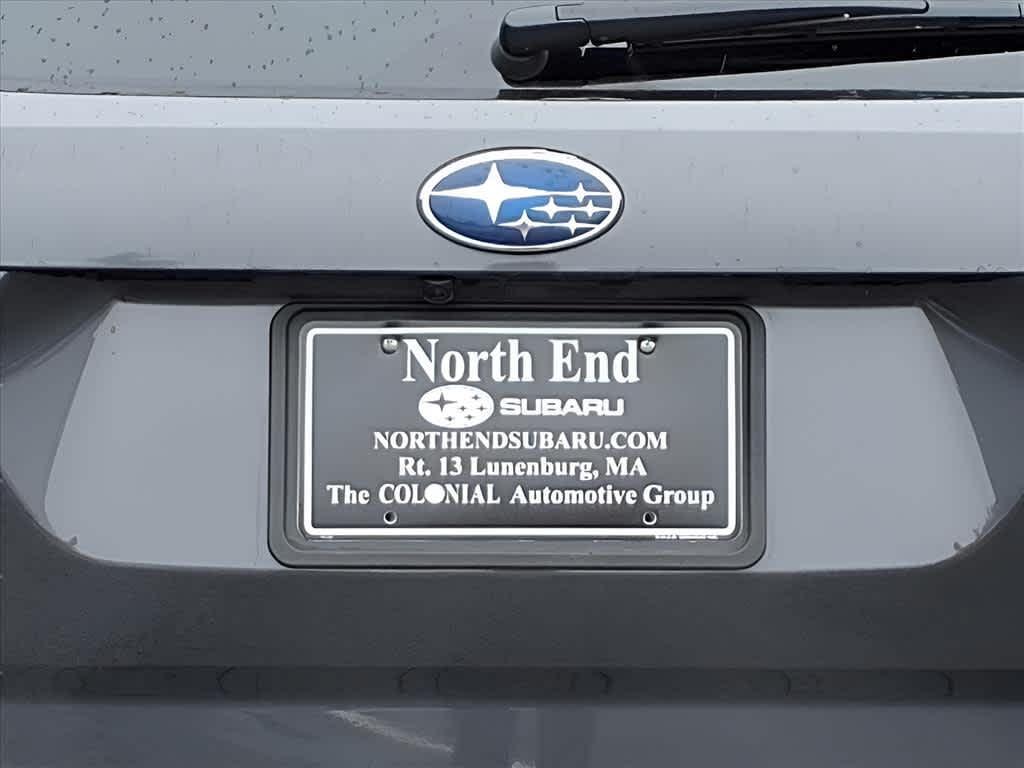 North End
SUBARU
NORTHENDSUBARU.COM
Rt. 13 Lunenburg, MA
The COLONIAL Automotive Group